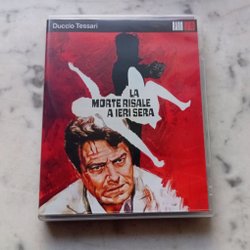 Duccio Tessari
LA
MORTE RISALE
A IERI SERA